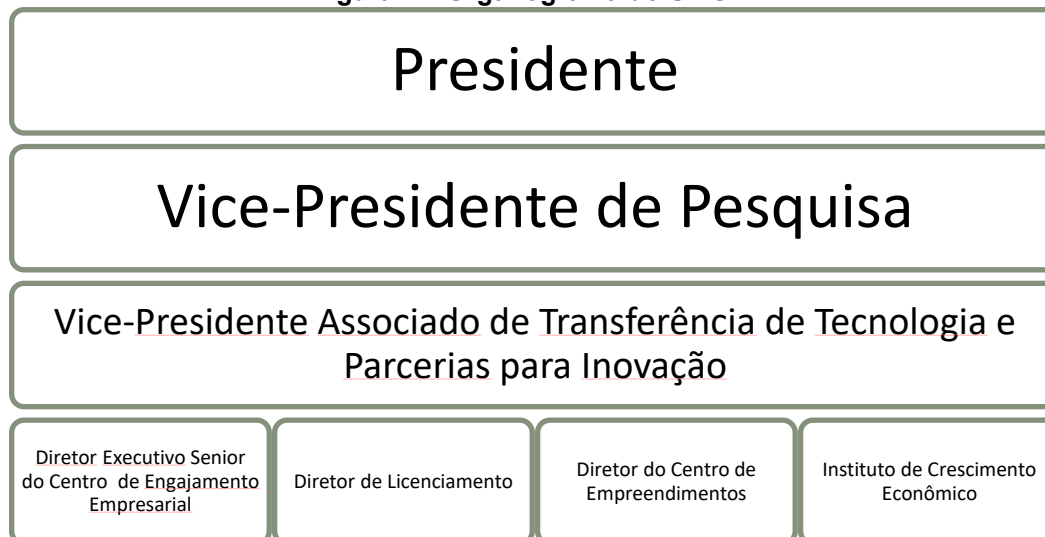 Presidente
Vice-Presidente de Pesquisa
Vice-Presidente Associado de Transferência de Tecnologia e
Parcerias para Inovação
Diretor Executivo Senior
do Centro de Engajamento
Empresarial
Diretor de Licenciamento
Diretor do Centro de
Empreendimentos
Instituto de Crescimento
Econômico